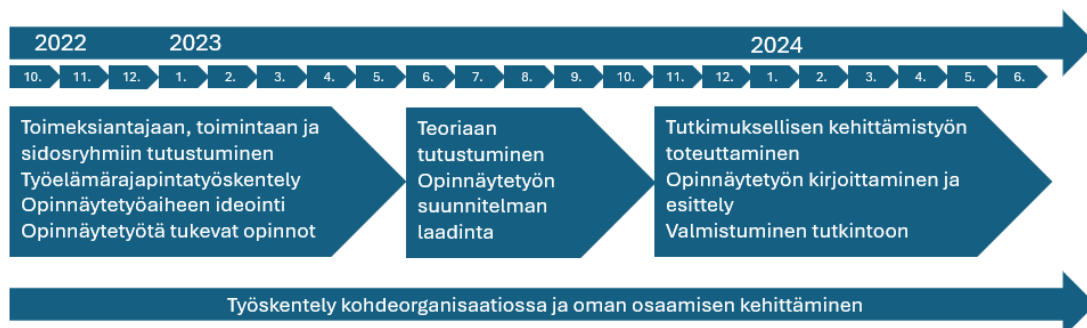 2022 2023 2024
10. 11. 12. 1. 2. 3. 4. 5. 6. 7. 8. 9. 10. 11. 12. 1. 2. 3. 4. 5. 6.
Toimeksiantajaan, toimintaan ja
sidosryhmiin tutustuminen
Työelämärajapintatyöskentely
Opinnäytetyöaiheen ideointi
Opinnäytetyötä tukevat opinnot
Teoriaan
tutustuminen
Opinnäytetyön
suunnitelman
laadinta
Tutkimuksellisen kehittämistyön
toteuttaminen
Opinnäytetyön kirjoittaminen ja
esittely
Valmistuminen tutkintoon
Työskentely kohdeorganisaatiossa ja oman osaamisen kehittäminen